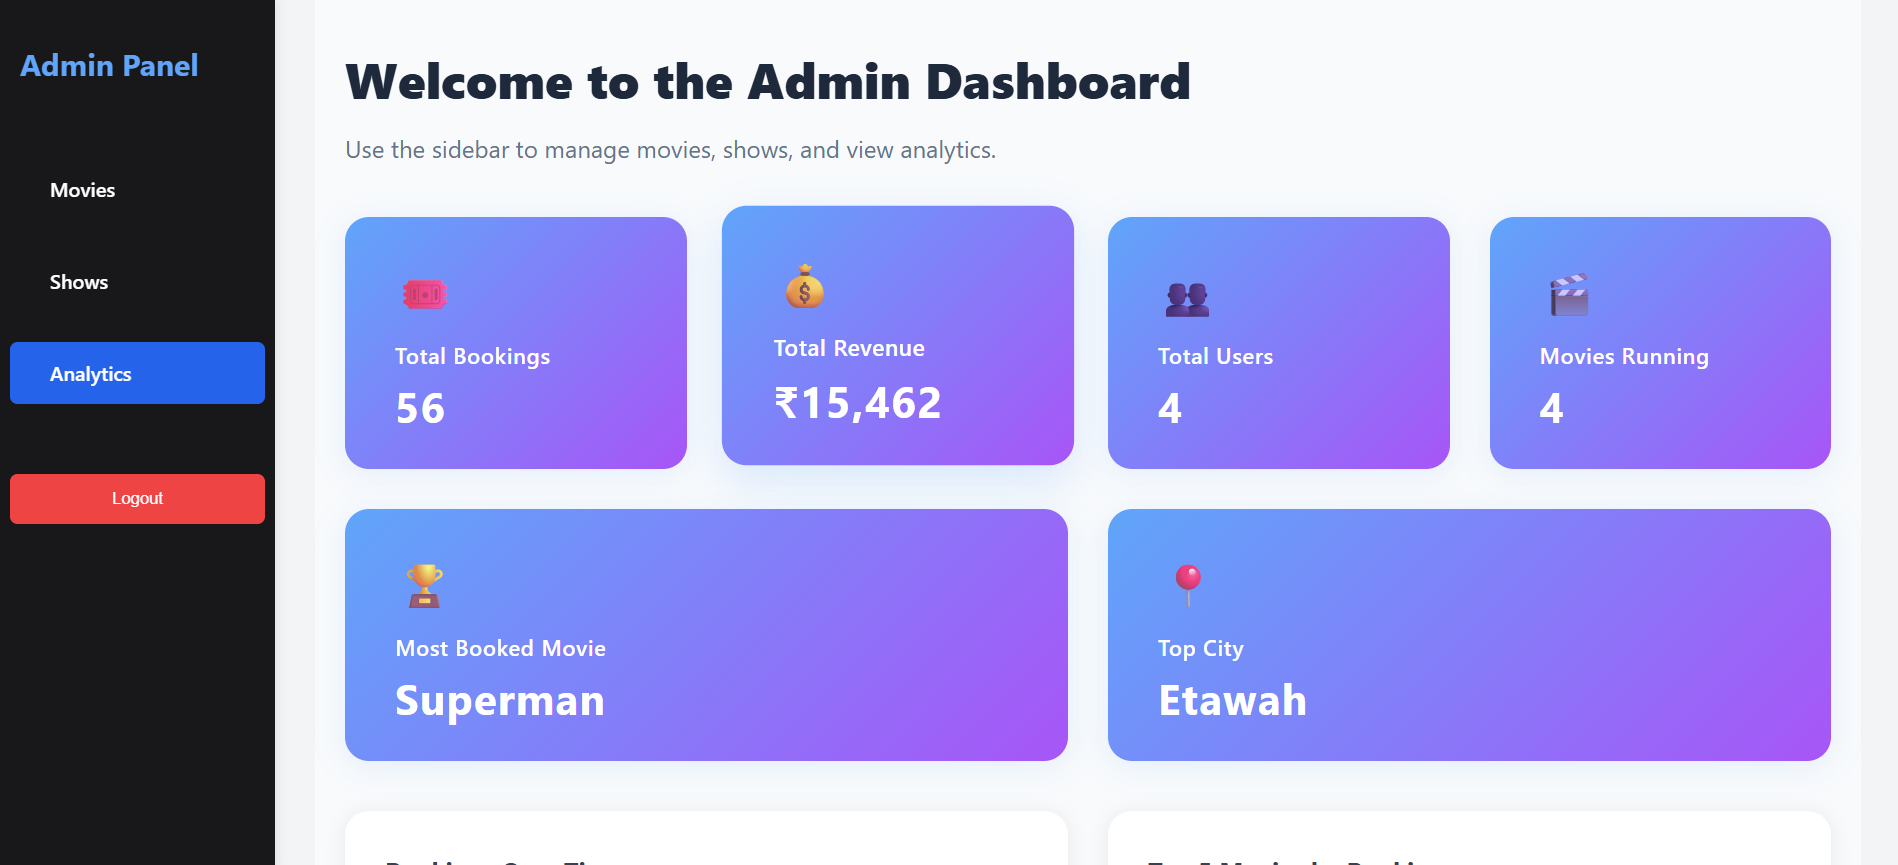 Admin Panel
Movies
Shows
Analytics
Logout
Welcome to the Admin Dashboard
Use the sidebar to manage movies, shows, and view analytics.
Total Bookings
56
Total Revenue
₹15,462
Total Users
4
Movies Running
4
Most Booked Movie
Superman
Top City
Etawah